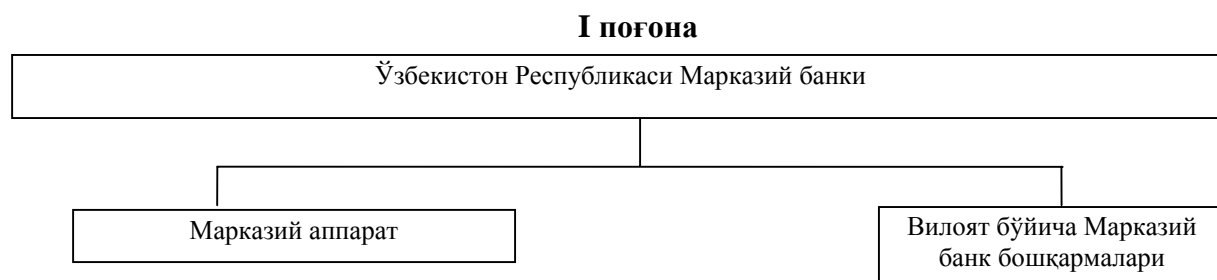 I поғона
Ўзбекистон Республикаси Марказий банки
Марказий аппарат
Вилоят бўйича Марказий
банк бошқармалари